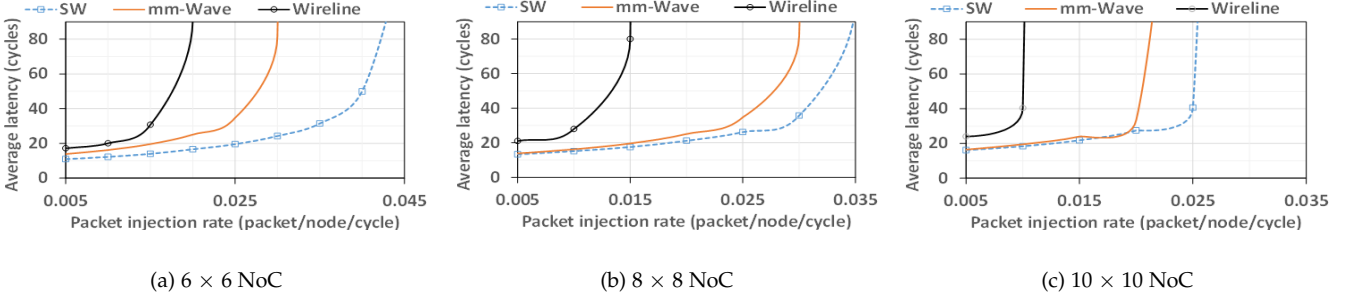 SW mm-Wave Wireline
Average latency (cycles)
80
60
40
20
0
0.005 0.025 0.045
Packet injection rate (packet/node/cycle)
(a) 6 × 6 NoC
SW mm-Wave Wireline
Average latency (cycles)
80
60
40
20
0
0.005 0.015 0.025 0.035
Packet injection rate (packet/node/cycle)
(b) 8 × 8 NoC
SW mm-Wave Wireline
Average latency (cycles)
80
60
40
20
0
0.005 0.015 0.025 0.035
Packet injection rate (packet/node/cycle)
(c) 10 × 10 NoC